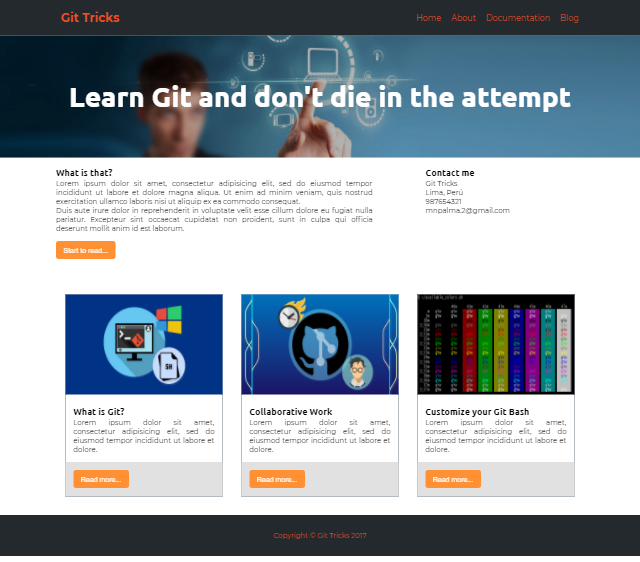 Git Tricks
Home About Documentation Blog
Learn Git and don't die in the attempt
What is that?
Lorem ipsum dolor sit amet, consectetur adipisicing elit, sed do eiusmod tempor
incididunt ut labore et dolore magna aliqua. Ut enim ad minim veniam, quis nostrud
exercitation ullamco laboris nisi ut aliquip ex ea commodo consequat.
Duis aute irure dolor in reprehenderit in voluptate velit esse cillum dolore eu fugiat nulla
pariatur. Excepteur sint occaecat cupidatat non proident, sunt in culpa qui officia
deserunt mollit anim id est laborum.
Start to read...
Contact me
Git Tricks
Lima, Perú
987654321
mnpalma.2@gmail.com
SH
What is Git?
Lorem ipsum dolor sit amet,
consectetur adipisicing elit, sed do
eiusmod tempor incididunt ut labore et
dolore.
Read more...
Collaborative Work
Lorem ipsum dolor sit amet,
consectetur adipisicing elit, sed do
eiusmod tempor incididunt ut labore et
dolore.
Read more...
Customize your Git Bash
Lorem ipsum dolor sit amet,
consectetur adipisicing elit, sed do
eiusmod tempor incididunt ut labore et
dolore.
Read more...
Copyright © Git Tricks 2017